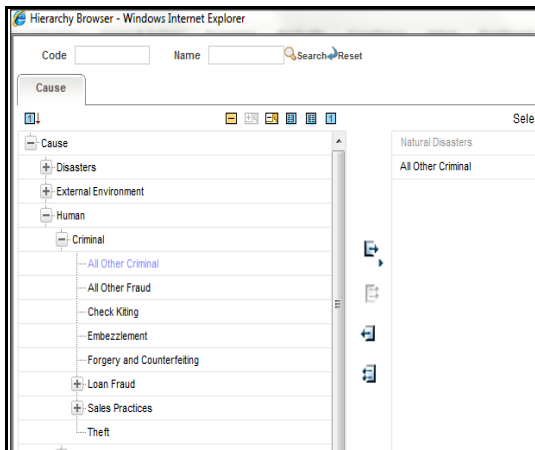 Hierarchy Browser - Windows Internet Explorer
Code Name Search Reset
Cause
Sele
Cause
Natural Disasters
Disasters
All Other Criminal
External Environment
Human
Criminal
All Other Criminal
All Other Fraud
Check Kiting
Embezzlement
Forgery and Counterfeiting
Loan Fraud
Sales Practices
Theft